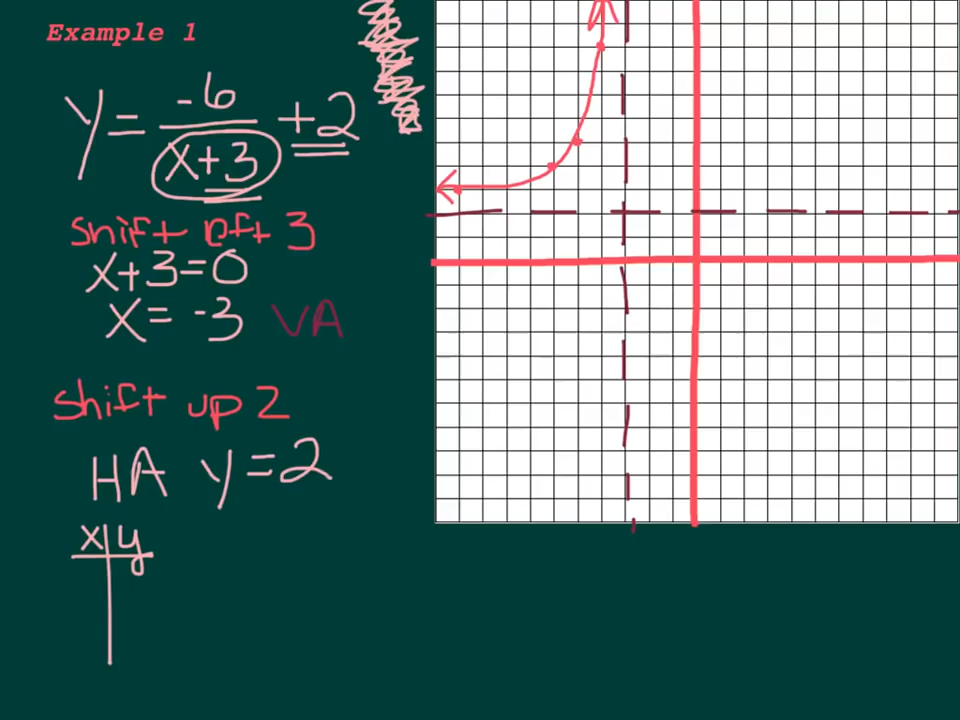 Example 1
y = -6/(x+3) + 2
Shift left 3
x+3=0
x= -3 VA
Shift up 2
HA y=2
x y